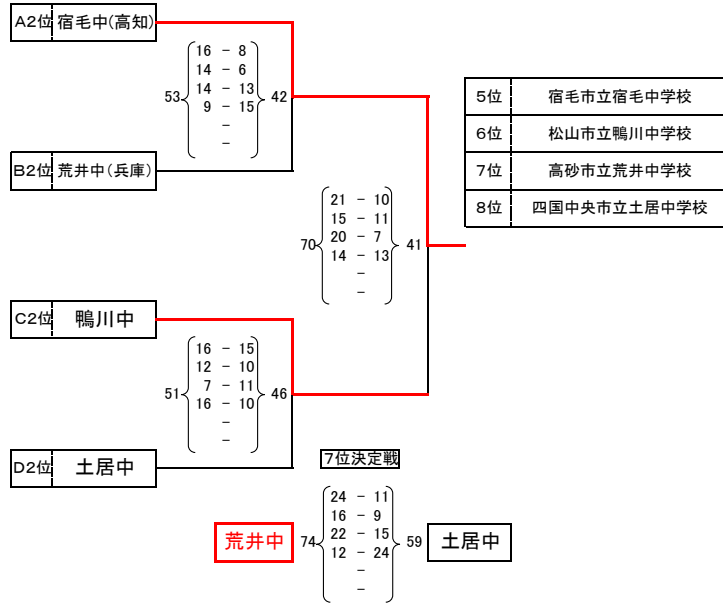 A2位 宿毛中(高知)
16 - 8
14 - 6
53 14 - 13 42
9 - 15
-
-
B2位 荒井中(兵庫)
5位 宿毛市立宿毛中学校
6位 松山市立鴨川中学校
7位 高砂市立荒井中学校
8位 四国中央市立土居中学校
21 - 10
15 - 11
70 20 - 7 41
14 - 13
-
-
C2位 鴨川中
16 - 15
12 - 10
51 7 - 11 46
16 - 10
-
-
D2位 土居中
7位決定戦
24 - 11
16 - 9
荒井中 74 22 - 15 59 土居中
12 - 24
-
-